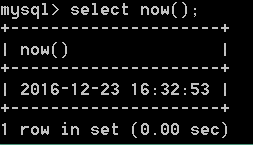 mysql> select now();
+---------------------+
| now()               |
+---------------------+
| 2016-12-23 16:32:53 |
+---------------------+
1 row in set (0.00 sec)